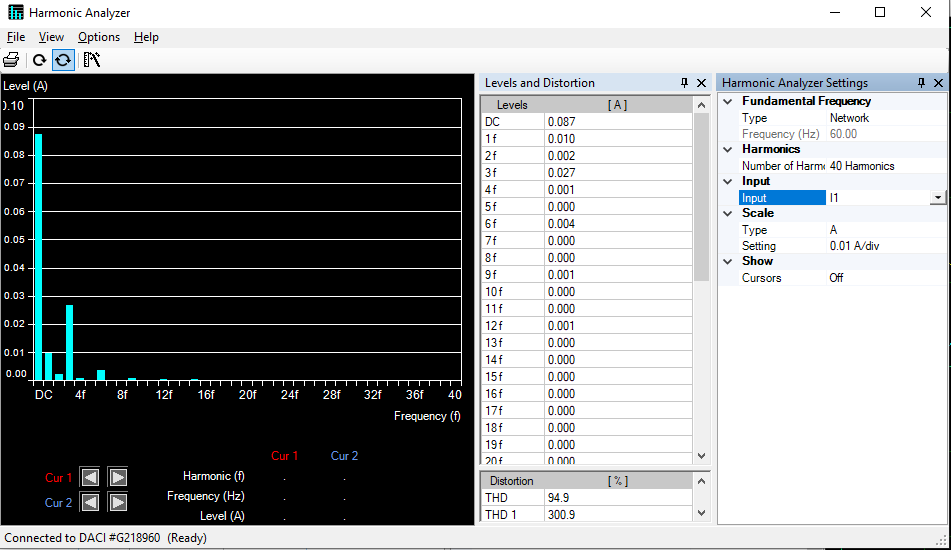 Harmonic Analyzer
File View Options Help
Level (A)
0.10
0.09
0.08
0.07
0.06
0.05
0.04
0.03
0.02
0.01
0.00
DC 4f 8f 12f 16f 20f 24f 28f 32f 36f 40
Frequency (f)
Cur 1 Cur 2
Cur 1 Harmonic (f) . .
Frequency (Hz) . .
Cur 2
Level (A) . .
Levels and Distortion
Levels [ A ]
DC 0.087
1 f 0.010
2 f 0.002
3 f 0.027
4 f 0.001
5 f 0.000
6 f 0.004
7 f 0.000
8 f 0.000
9 f 0.001
10 f 0.000
11 f 0.000
12 f 0.001
13 f 0.000
14 f 0.000
15 f 0.000
16 f 0.000
17 f 0.000
18 f 0.000
19 f 0.000
20 f 0.000
Distortion [ % ]
THD 94.9
THD 1 300.9
Harmonic Analyzer Settings
Fundamental Frequency
Type Network
Frequency (Hz) 60.00
Harmonics
Number of Harmo 40 Harmonics
Input
Input I1
Scale
Type A
Setting 0.01 A/div
Show
Cursors Off
Connected to DACI #G218960 (Ready)